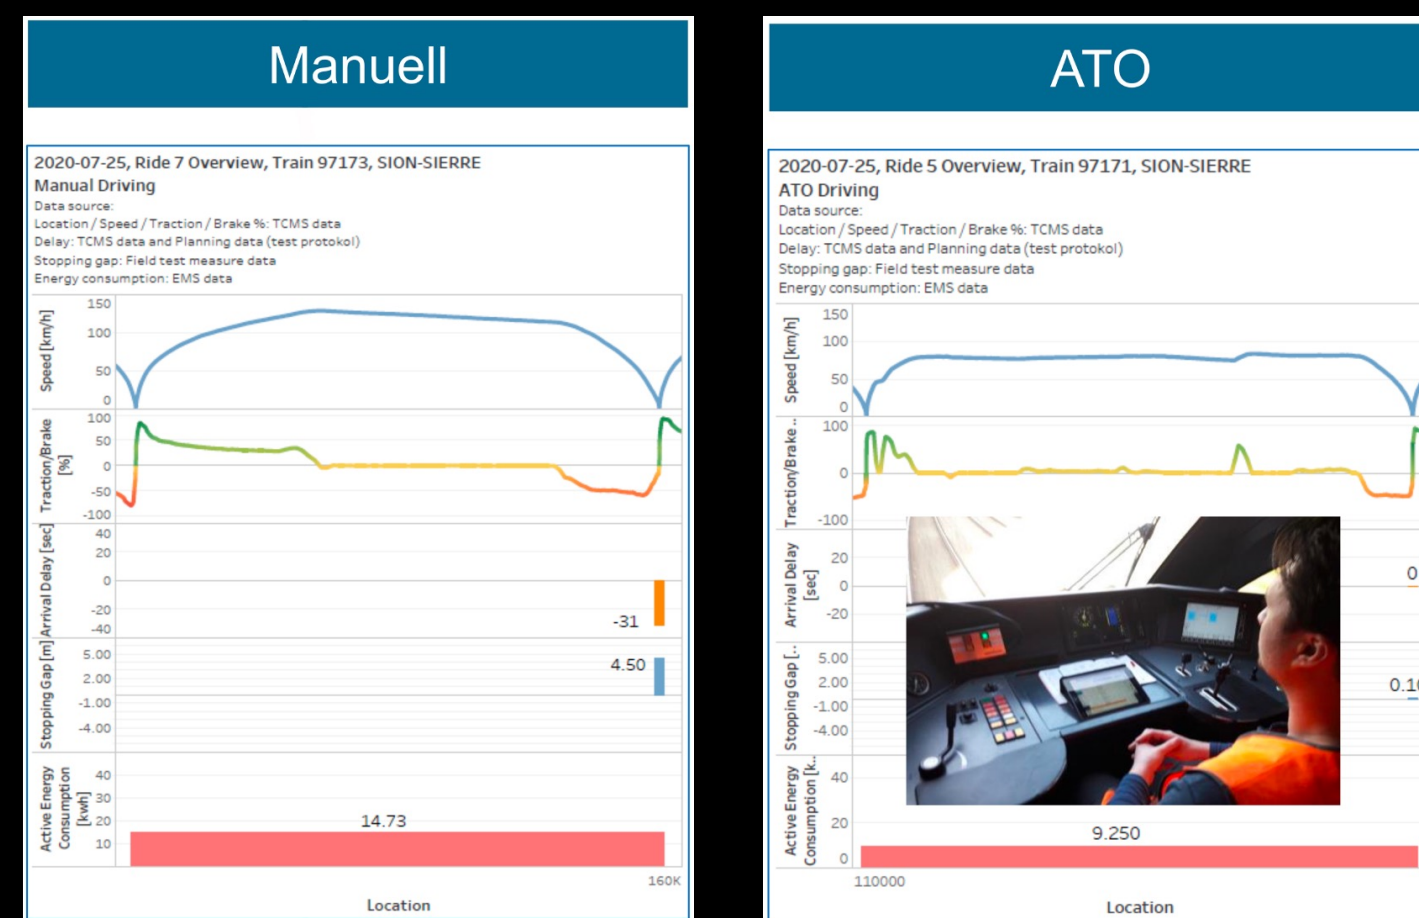 Manuell
2020-07-25, Ride 7 Overview, Train 97173, SION-SIERRE
Manual Driving
Data source:
Location / Speed / Traction / Brake %: TCMS data
Delay: TCMS data and Planning data (test protokol)
Stopping gap: Field test measure data
Energy consumption: EMS data
Speed [km/h]
150
100
50
0
Traction/Brake
[%]
100
50
0
-50
-100
Arrival Delay [sec]
40
20
0
-20
-40
-31
Stopping Gap [m]
5.00
2.00
-1.00
-4.00
4.50
Active Energy
Consumption
[kwh]
40
30
20
10
14.73
160K
Location
ATO
2020-07-25, Ride 5 Overview, Train 97171, SION-SIERRE
ATO Driving
Data source:
Location / Speed / Traction / Brake %: TCMS data
Delay: TCMS data and Planning data (test protokol)
Stopping gap: Field test measure data
Energy consumption: EMS data
Speed [km/h]
150
100
50
0
Traction/Brake..
100
0
-100
Arrival Delay
[sec]
20
0
-20
0.
Stopping Gap [..
5.00
2.00
-1.00
-4.00
0.10
Active Energy
Consumption [k..
40
20
0
9.250
110000
Location